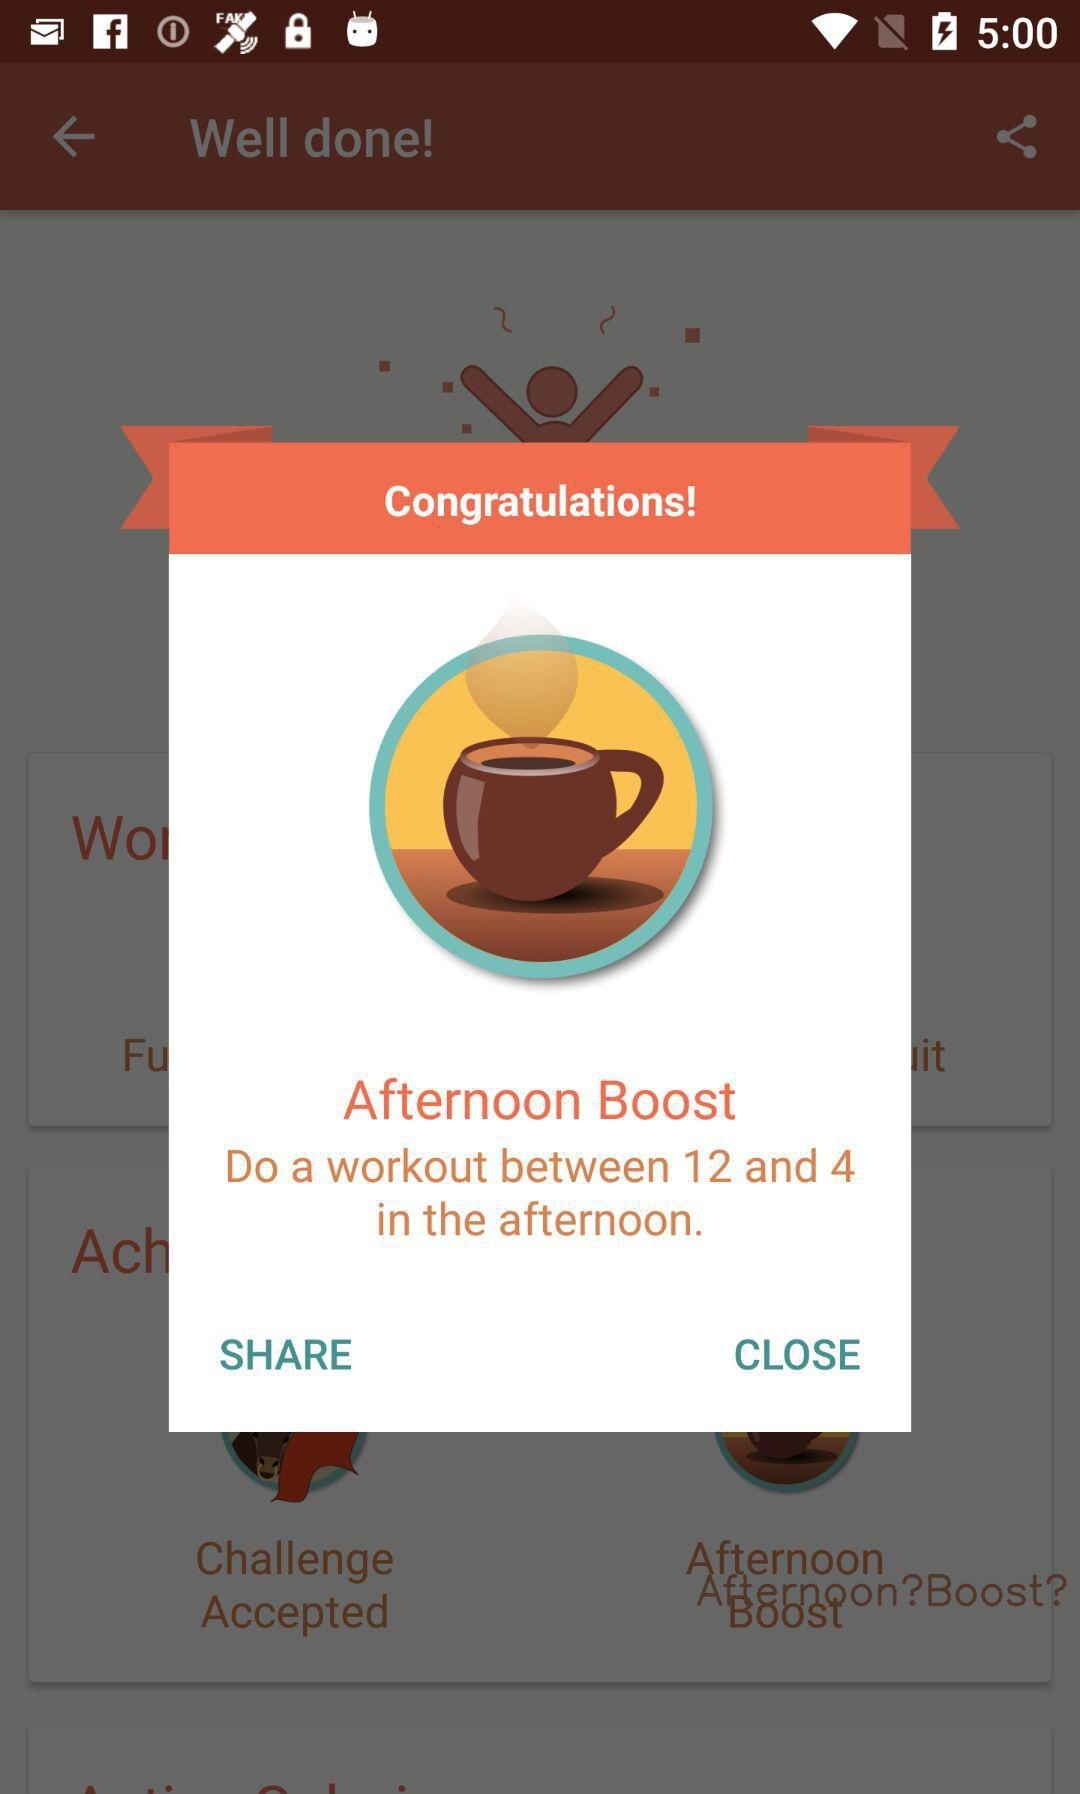 FAKE
5:00
Well done!
Congratulations!
Wor
Fu
uit
Afternoon Boost
Do a workout between 12 and 4
in the afternoon.
Ach
SHARE
CLOSE
Challenge
Accepted
Afternoon
Boost
Afternoon?Boost?